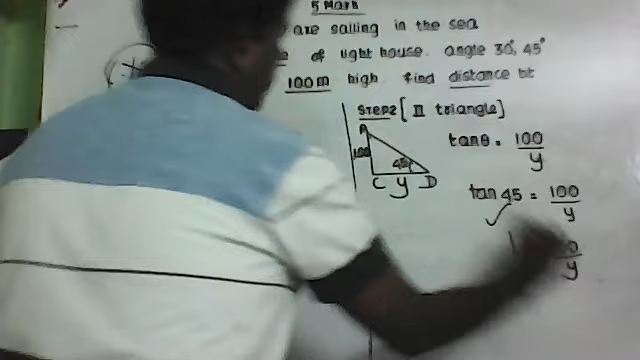 5 Mark
are sailing in the sea
of light house. angle 30°, 45°
100m high. find distance bt
STEP2 [ II triangle]
A
100
45°
C y D
tanθ = 100/y
tan 45 = 100/y
y